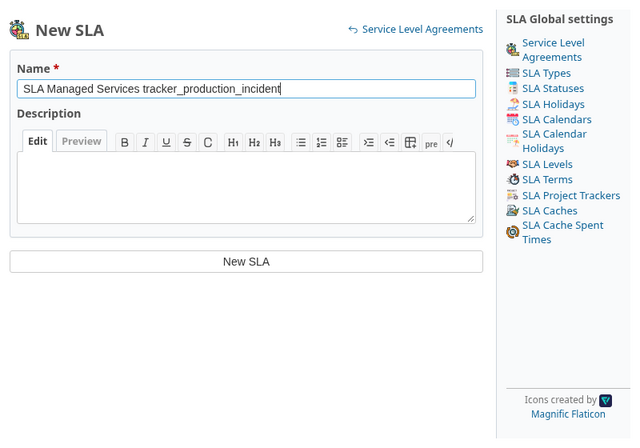 New SLA
Service Level Agreements
Name *
SLA Managed Services tracker_production_incident
Description
Edit
Preview
B I U S C H1 H2 H3 pre </
New SLA
SLA Global settings
Service Level
Agreements
SLA Types
SLA Statuses
SLA Holidays
SLA Calendars
SLA Calendar
Holidays
SLA Levels
SLA Terms
SLA Project Trackers
SLA Caches
SLA Cache Spent
Times
Icons created by
Magnific Flaticon